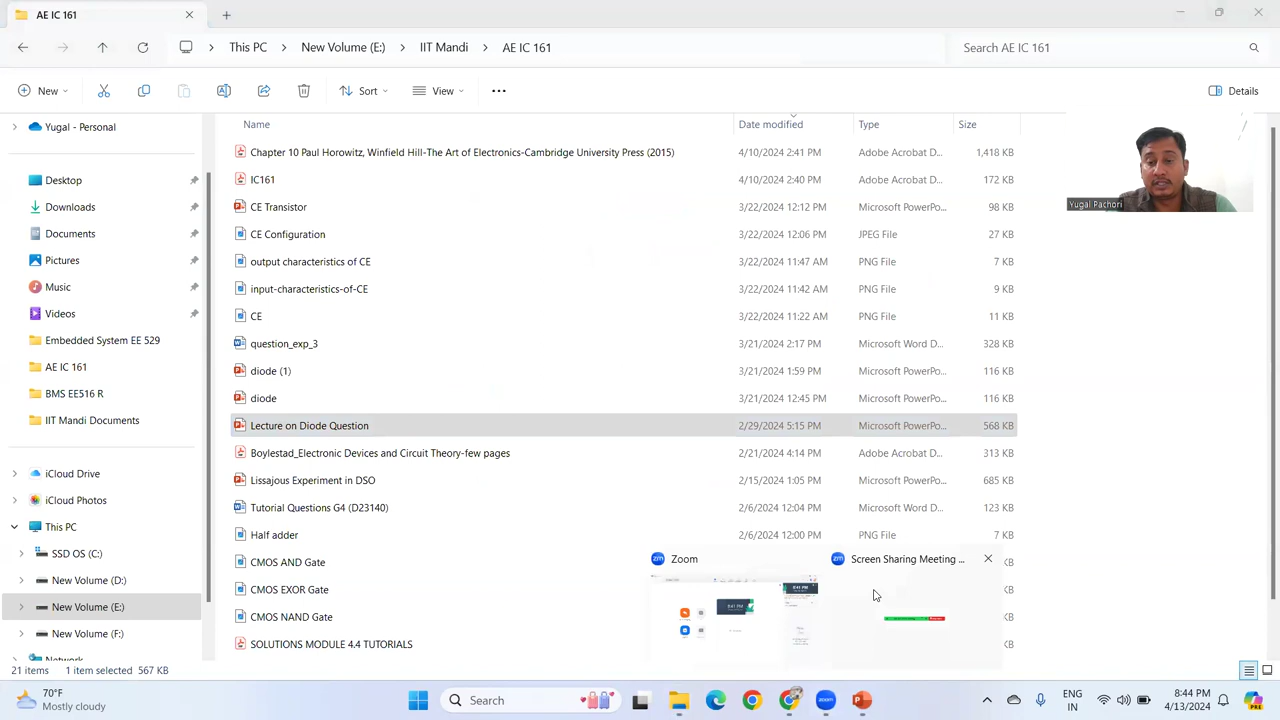 AE IC 161
This PC > New Volume (E:) > IIT Mandi > AE IC 161
Search AE IC 161
New
Sort
View
Details
Name Date modified Type Size
Yugal - Personal
Desktop
Downloads
Documents
Pictures
Music
Videos
Embedded System EE 529
AE IC 161
BMS EE516 R
IIT Mandi Documents
iCloud Drive
iCloud Photos
This PC
SSD OS (C:)
New Volume (D:)
New Volume (E:)
New Volume (F:)
Network
Chapter 10 Paul Horowitz, Winfield Hill-The Art of Electronics-Cambridge University Press (2015) 4/10/2024 2:41 PM Adobe Acrobat D... 1,418 KB
IC161 4/10/2024 2:40 PM Adobe Acrobat D... 172 KB
CE Transistor 3/22/2024 12:12 PM Microsoft PowerPo... 98 KB
CE Configuration 3/22/2024 12:06 PM JPEG File 27 KB
output characteristics of CE 3/22/2024 11:47 AM PNG File 7 KB
input-characteristics-of-CE 3/22/2024 11:42 AM PNG File 9 KB
CE 3/22/2024 11:22 AM PNG File 11 KB
question_exp_3 3/21/2024 2:17 PM Microsoft Word D... 328 KB
diode (1) 3/21/2024 1:59 PM Microsoft PowerPo... 116 KB
diode 3/21/2024 12:45 PM Microsoft PowerPo... 116 KB
Lecture on Diode Question 2/29/2024 5:15 PM Microsoft PowerPo... 568 KB
Boylestad_Electronic Devices and Circuit Theory-few pages 2/21/2024 4:14 PM Adobe Acrobat D... 313 KB
Lissajous Experiment in DSO 2/15/2024 1:05 PM Microsoft PowerPo... 685 KB
Tutorial Questions G4 (D23140) 2/6/2024 12:04 PM Microsoft Word D... 123 KB
Half adder 2/6/2024 12:00 PM PNG File 7 KB
CMOS AND Gate KB
CMOS EXOR Gate KB
CMOS NAND Gate KB
SOLUTIONS MODULE 4-7 TUTORIALS KB
Yugal Pachori
zm Zoom
zm Screen Sharing Meeting ...
8:41 PM
21 items 1 item selected 567 KB
70°F
Mostly cloudy
Search
zoom
ENG
IN
8:44 PM
4/13/2024